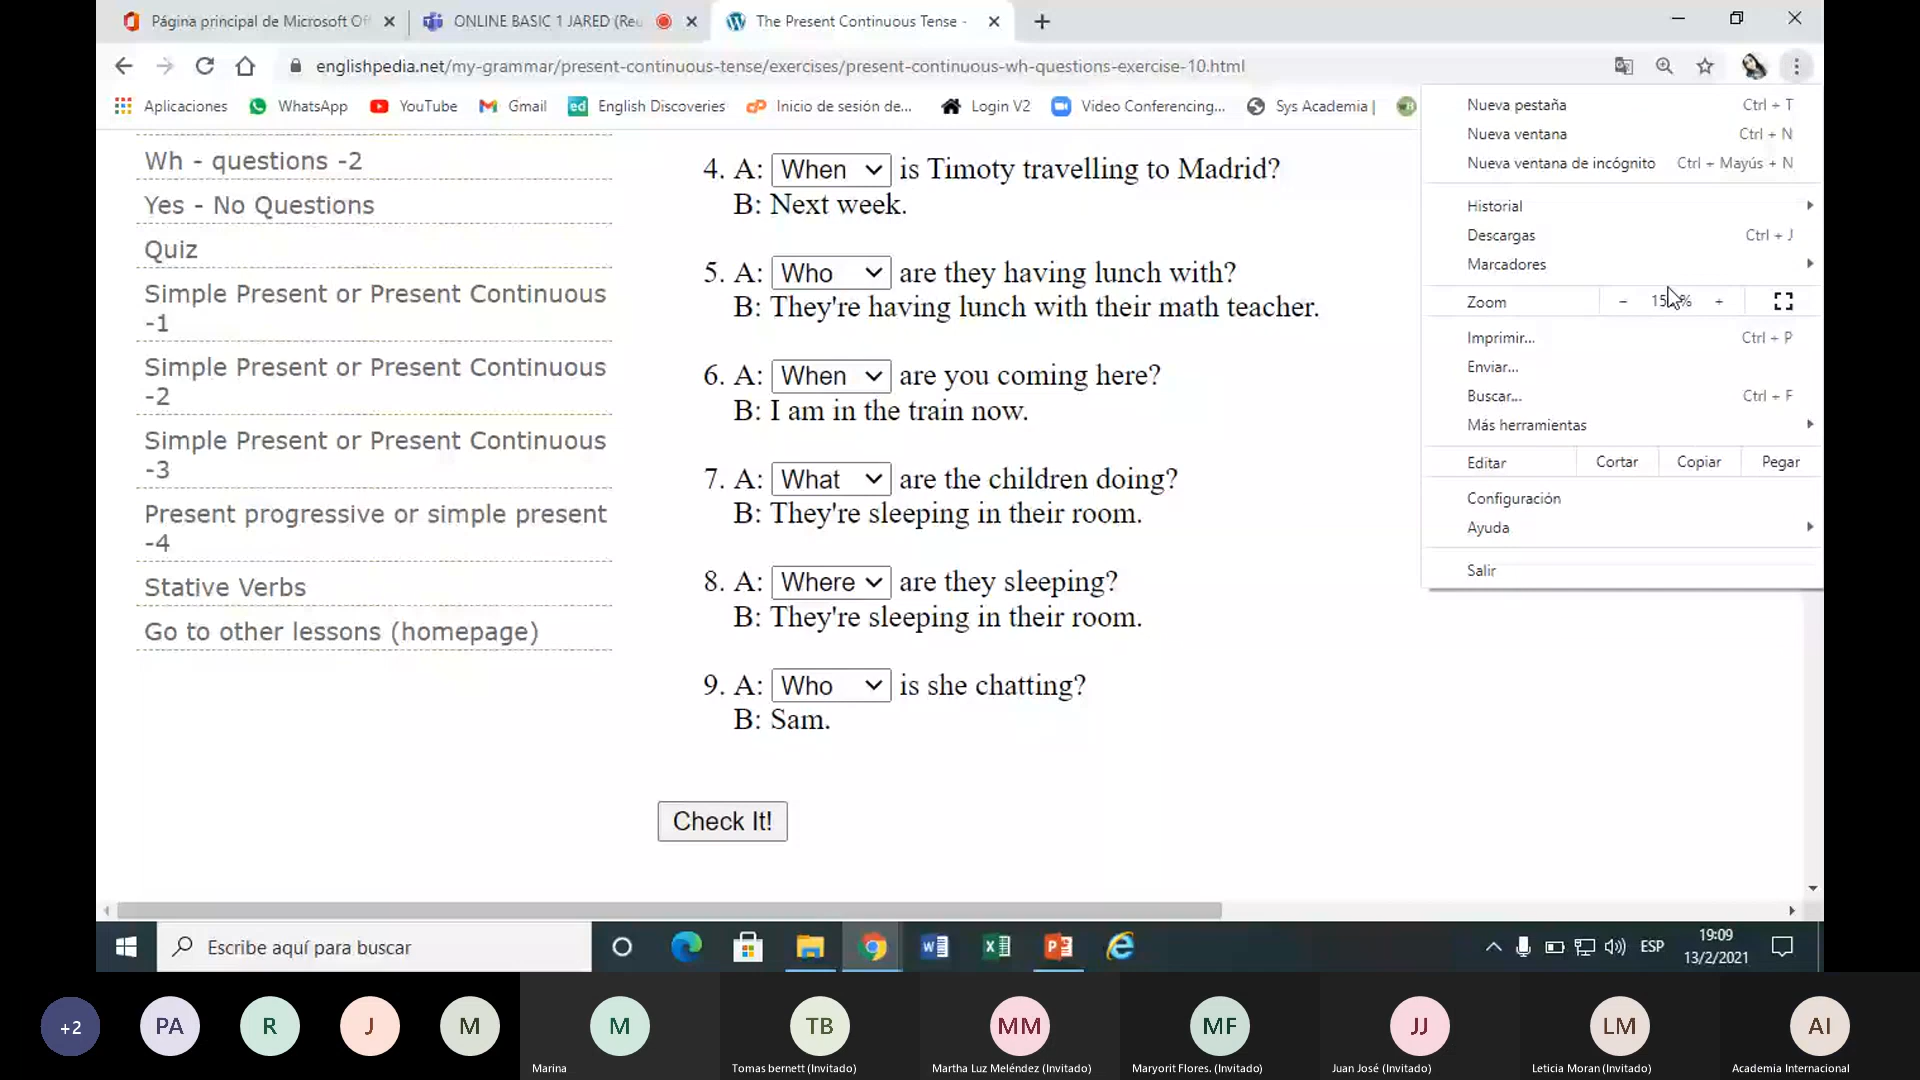 Página principal de Microsoft Of
ONLINE BASIC 1 JARED (Reu
The Present Continuous Tense -
englishpedia.net/my-grammar/present-continuous-tense/exercises/present-continuous-wh-questions-exercise-10.html
Aplicaciones
WhatsApp
YouTube
Gmail
ed
English Discoveries
Inicio de sesión de...
Login V2
Video Conferencing...
Sys Academia |
Nueva pestaña Ctrl + T
Nueva ventana Ctrl + N
Nueva ventana de incógnito Ctrl + Mayús + N
Historial
Descargas Ctrl + J
Marcadores
Zoom - + 
Imprimir... Ctrl + P
Enviar...
Buscar... Ctrl + F
Más herramientas
Editar Cortar Copiar Pegar
Configuración
Ayuda
Salir
Wh - questions -2
Yes - No Questions
Quiz
Simple Present or Present Continuous
-1
Simple Present or Present Continuous
-2
Simple Present or Present Continuous
-3
Present progressive or simple present
-4
Stative Verbs
Go to other lessons (homepage)
4. A: When is Timoty travelling to Madrid?
B: Next week.
5. A: Who are they having lunch with?
B: They're having lunch with their math teacher.
6. A: When are you coming here?
B: I am in the train now.
7. A: What are the children doing?
B: They're sleeping in their room.
8. A: Where are they sleeping?
B: They're sleeping in their room.
9. A: Who is she chatting?
B: Sam.
Check It!
Escribe aquí para buscar
ESP
19:09
13/2/2021
+2
PA
R
J
M
M
TB
MM
MF
JJ
LM
AI
Marina
Tomas bernett (Invitado)
Martha Luz Meléndez (Invitado)
Maryorit Flores. (Invitado)
Juan José (Invitado)
Leticia Moran (Invitado)
Academia Internacional